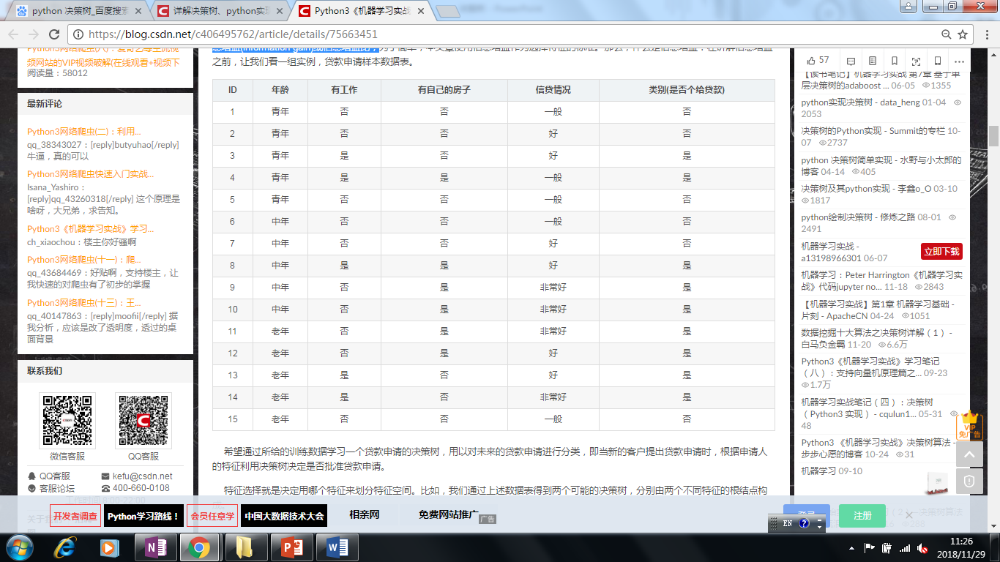 python 决策树_百度搜索
详解决策树、python实
Python3《机器学习实战
https://blog.csdn.net/c406495762/article/details/75663451
频网站的VIP视频破解(在线观看+视频下
阅读量：58012
最新评论
Python3网络爬虫(二)：利用...
qq_38343027：[reply]butyuhao[/reply]
牛逼，真的可以
Python3网络爬虫快速入门实战...
Isana_Yashiro：
[reply]qq_43260318[/reply] 这个原理是
啥呀，大兄弟，求告知。
Python3《机器学习实战》学习...
ch_xiaochou：楼主你好骚啊
Python3网络爬虫(十一)：爬...
qq_43684469：好贴啊，支持楼主，让
我快速的对爬虫有了初步的掌握
Python3网络爬虫(十三)：王...
qq_40147863：[reply]moofii[/reply] 据
我分析，应该是改了透明度，透过的桌
面背景
联系我们
微信客服 QQ客服
QQ客服 kefu@csdn.net
客服论坛 400-660-0108
工作时间 8:00-22:00
之前，让我们看一组实例，贷款申请样本数据表。
ID 年龄 有工作 有自己的房子 信贷情况 类别(是否个给贷款)
1 青年 否 否 一般 否
2 青年 否 否 好 否
3 青年 是 否 好 是
4 青年 是 是 一般 是
5 青年 否 否 一般 否
6 中年 否 否 一般 否
7 中年 否 否 好 否
8 中年 是 是 好 是
9 中年 否 是 非常好 是
10 中年 否 是 非常好 是
11 老年 否 是 非常好 是
12 老年 否 是 好 是
13 老年 是 否 好 是
14 老年 是 否 非常好 是
15 老年 否 否 一般 否
希望通过所给的训练数据学习一个贷款申请的决策树，用以对未来的贷款申请进行分类，即当新的客户提出贷款申请时，根据申请人
的特征利用决策树决定是否批准贷款申请。
特征选择就是决定用哪个特征来划分特征空间。比如，我们通过上述数据表得到两个可能的决策树，分别由两个不同特征的根结点构
57
【读书笔记】机器学习实战 第7章 基于单
层决策树的adaboost ... 06-05 1355
python实现决策树 - data_heng 01-04
2053
决策树的Python实现 - Summit的专栏 10-
07 2737
python 决策树简单实现 - 水野与小太郎的
博客 04-14 405
决策树及其python实现 - 李鑫o_O 03-10
1817
python绘制决策树 - 修炼之路 08-01
2491
机器学习实战 -
a13198966301 06-07
立即下载
机器学习：Peter Harrington《机器学习实
战》代码jupyter no... 11-18 2843
【机器学习实战】第1章 机器学习基础 -
片刻 - ApacheCN 04-24 1051
数据挖掘十大算法之决策树详解（1） -
白马负金羁 11-20 6.6万
Python3《机器学习实战》学习笔记
（八）：支持向量机原理篇之... 09-23
1.7万
机器学习实战笔记（四）：决策树
（Python3 实现） - cqulun1... 05-31
48
Python3 《机器学习实战》决策树算法 -
步步心愿的博客 10-24 31
机器学习 09-10
VIP
免广告
开发者调查 Python学习路线！ 会员任意学 中国大数据技术大会 相亲网 免费网站推广 广告
注册
EN
11:26
2018/11/29